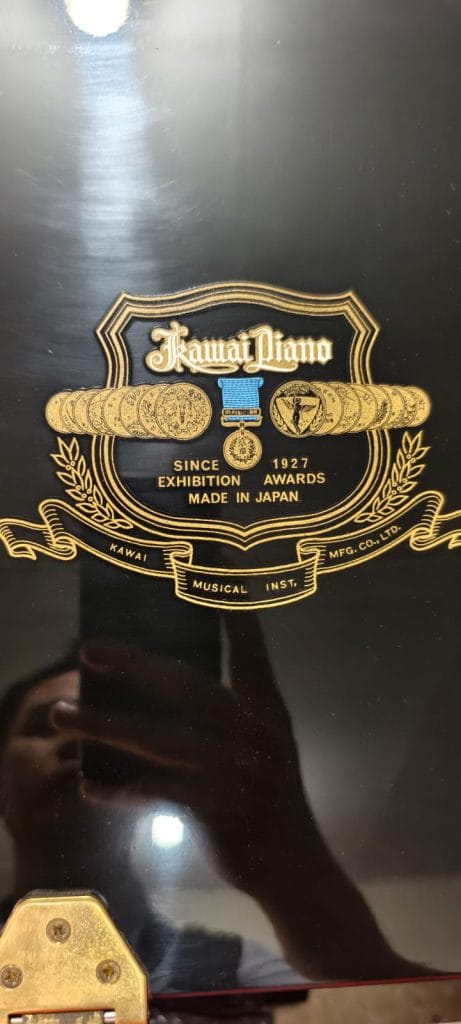 Kawai Piano
SINCE 1927
EXHIBITION AWARDS
MADE IN JAPAN
KAWAI MUSICAL INST. MFG. CO., LTD.